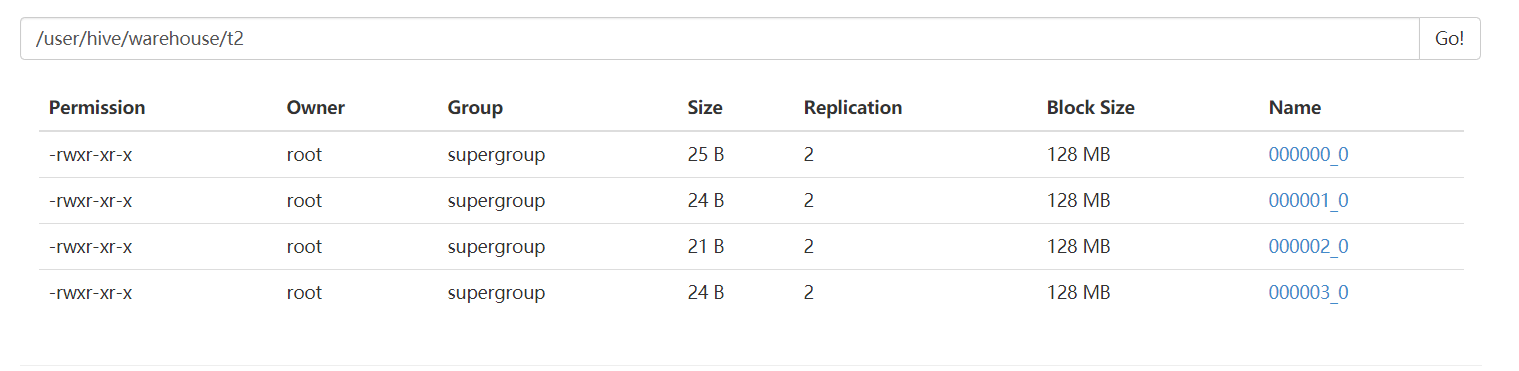 /user/hive/warehouse/t2 Go!
Permission Owner Group Size Replication Block Size Name
-rwxr-xr-x root supergroup 25 B 2 128 MB 000000_0
-rwxr-xr-x root supergroup 24 B 2 128 MB 000001_0
-rwxr-xr-x root supergroup 21 B 2 128 MB 000002_0
-rwxr-xr-x root supergroup 24 B 2 128 MB 000003_0